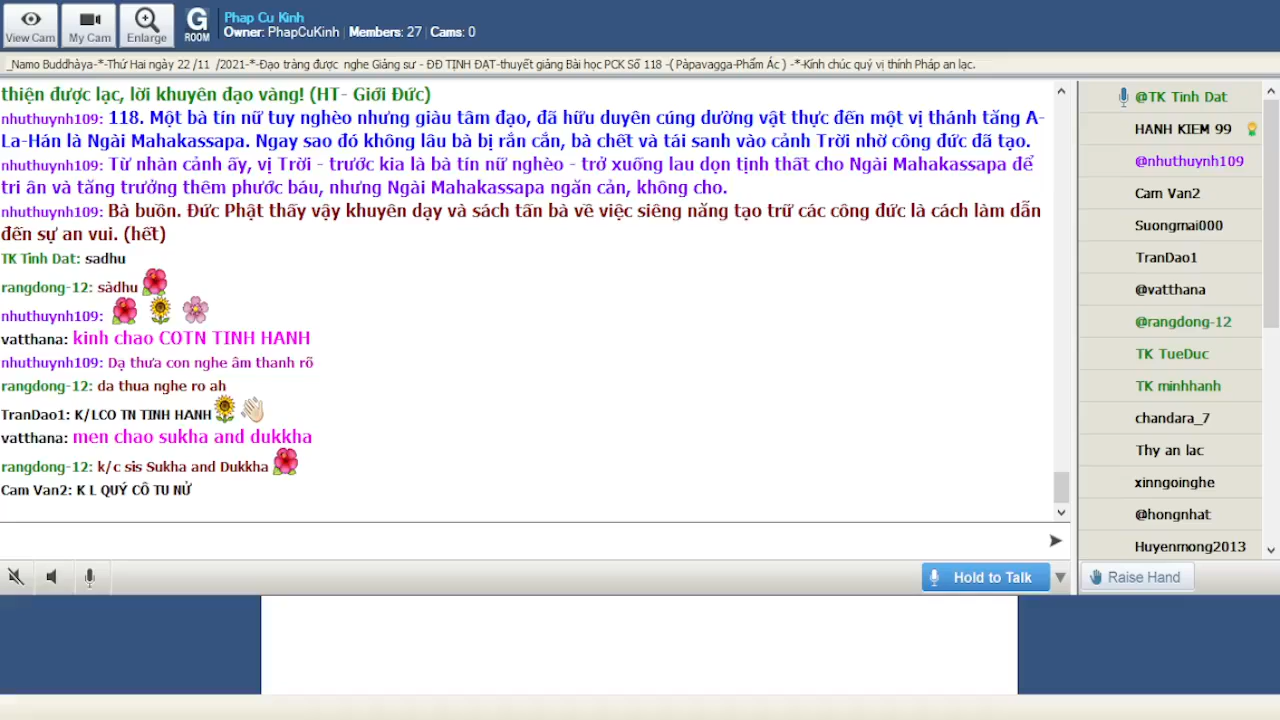 View Cam
My Cam
Enlarge
G
ROOM
Phap Cu Kinh
Owner: PhapCuKinh | Members: 27 | Cams: 0
_Namo Buddhàya-*-Thứ Hai ngày 22 /11 /2021-*-Đạo tràng được nghe Giảng sư - ĐĐ TỊNH ĐẠT-thuyết giảng Bài học PCK Số 118 -( Pàpavagga-Phẩm Ác ) -*-Kính chúc quý vị thính Pháp an lạc.
thiện được lạc, lời khuyên đạo vàng! (HT- Giới Đức)
nhuthuynh109: 118. Một bà tín nữ tuy nghèo nhưng giàu tâm đạo, đã hữu duyên cúng dường vật thực đến một vị thánh tăng A-
La-Hán là Ngài Mahakassapa. Ngay sao đó không lâu bà bị rắn cắn, bà chết và tái sanh vào cảnh Trời nhờ công đức đã tạo.
nhuthuynh109: Từ nhàn cảnh ấy, vị Trời - trước kia là bà tín nữ nghèo - trở xuống lau dọn tịnh thất cho Ngài Mahakassapa để
tri ân và tăng trưởng thêm phước báu, nhưng Ngài Mahakassapa ngăn cản, không cho.
nhuthuynh109: Bà buồn. Đức Phật thấy vậy khuyên dạy và sách tấn bà về việc siêng năng tạo trữ các công đức là cách làm dẫn
đến sự an vui. (hết)
TK Tinh Dat: sadhu
rangdong-12: sàdhu
nhuthuynh109:
vatthana: kinh chao COTN TINH HANH
nhuthuynh109: Dạ thưa con nghe âm thanh rõ
rangdong-12: da thua nghe ro ah
TranDao1: K/LCO TN TINH HANH
vatthana: men chao sukha and dukkha
rangdong-12: k/c sis Sukha and Dukkha
Cam Van2: K L QUÝ CÔ TU NỬ
@TK Tinh Dat
HANH KIEM 99
@nhuthuynh109
Cam Van2
Suongmai000
TranDao1
@vatthana
@rangdong-12
TK TueDuc
TK minhhanh
chandara_7
Thy an lac
xinngoinghe
@hongnhat
Huyenmong2013
Hold to Talk
Raise Hand